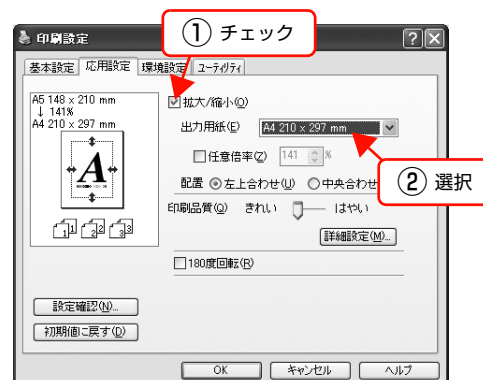 ① チェック
印刷設定
基本設定 応用設定 環境設定 ユーティリティ
A5 148 x 210 mm
↓ 141%
A4 210 x 297 mm
A
1 2 3
拡大/縮小(O)
出力用紙(E) A4 210 x 297 mm
任意倍率(Z) 141 %
配置 左上合わせ(U) 中央合わせ
② 選択
印刷品質(Q) きれい はやい
詳細設定(M)...
180度回転(R)
設定確認(N)...
初期値に戻す(D)
OK キャンセル ヘルプ